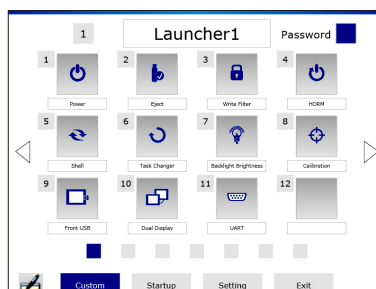 1 Launcher1 Password
1 2 3 4
Power Eject Write Filter HORM
5 6 7 8
Shell Task Changer Backlight Brightness Calibration
9 10 11 12
Front USB Dual Display UART
Custom Startup Setting Exit